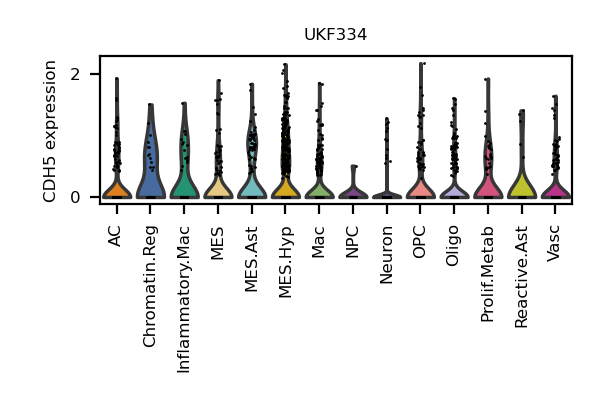 UKF334
CDH5 expression
2
0
AC
Chromatin.Reg
Inflammatory.Mac
MES
MES.Ast
MES.Hyp
Mac
NPC
Neuron
OPC
Oligo
Prolif.Metab
Reactive.Ast
Vasc